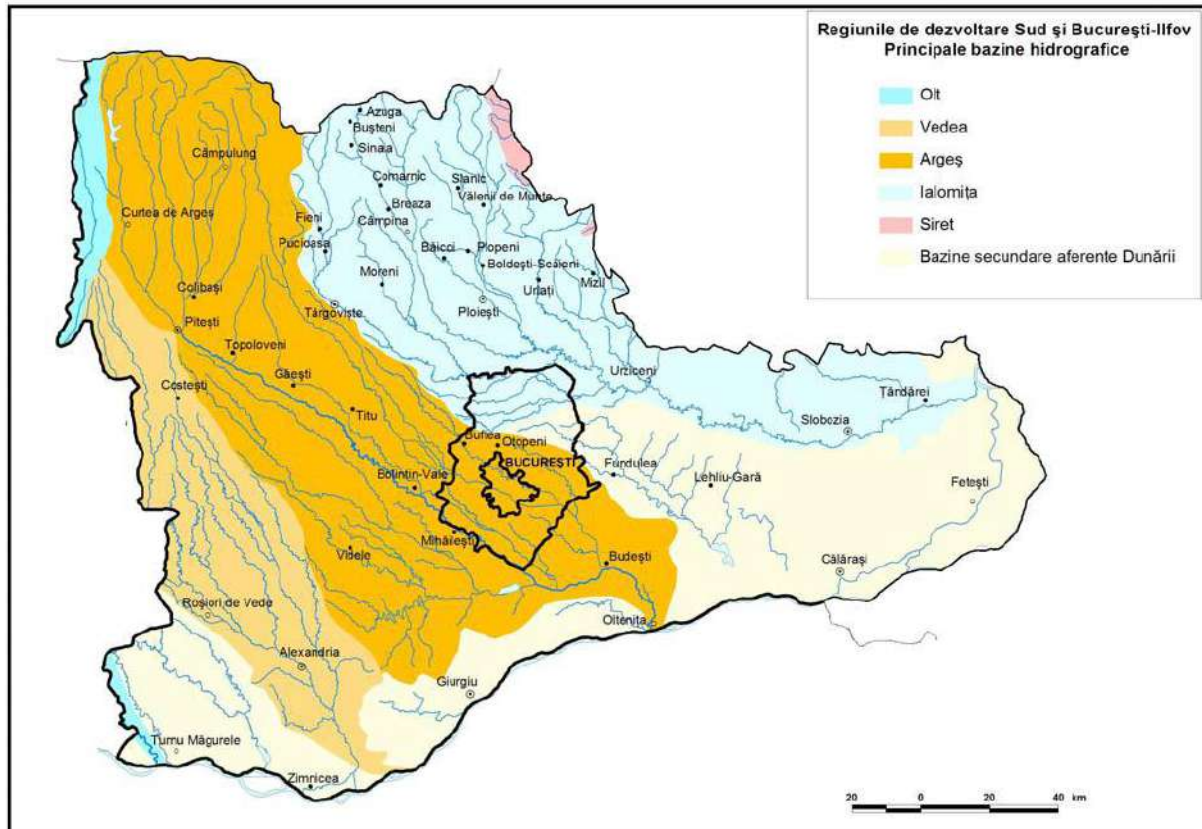 Regiunile de dezvoltare Sud şi Bucureşti-Ilfov
Principale bazine hidrografice
Olt
Vedea
Argeş
Ialomiţa
Siret
Bazine secundare aferente Dunării
Azuga
Buşteni
Sinaia
Câmpulung
Comarnic
Slanic
Vălenii de Munte
Breaza
Curtea de Argeş
Fieni
Câmpina
Pucioasa
Băicoi
Plopeni
Boldeşti-Scăieni
Moreni
Urlaţi
Mizil
Colibaşi
Târgovişte
Ploieşti
Piteşti
Topoloveni
Găeşti
Urziceni
Costeşti
Ţăndărei
Titu
Slobozia
Buftea
Otopeni
BUCUREŞTI
Fundulea
Lehliu-Gară
Bolintin-Vale
Feteşti
Mihăileşti
Videle
Budeşti
Călăraşi
Roşiori de Vede
Olteniţa
Alexandria
Giurgiu
Turnu Măgurele
Zimnicea
20 0 20 40 km